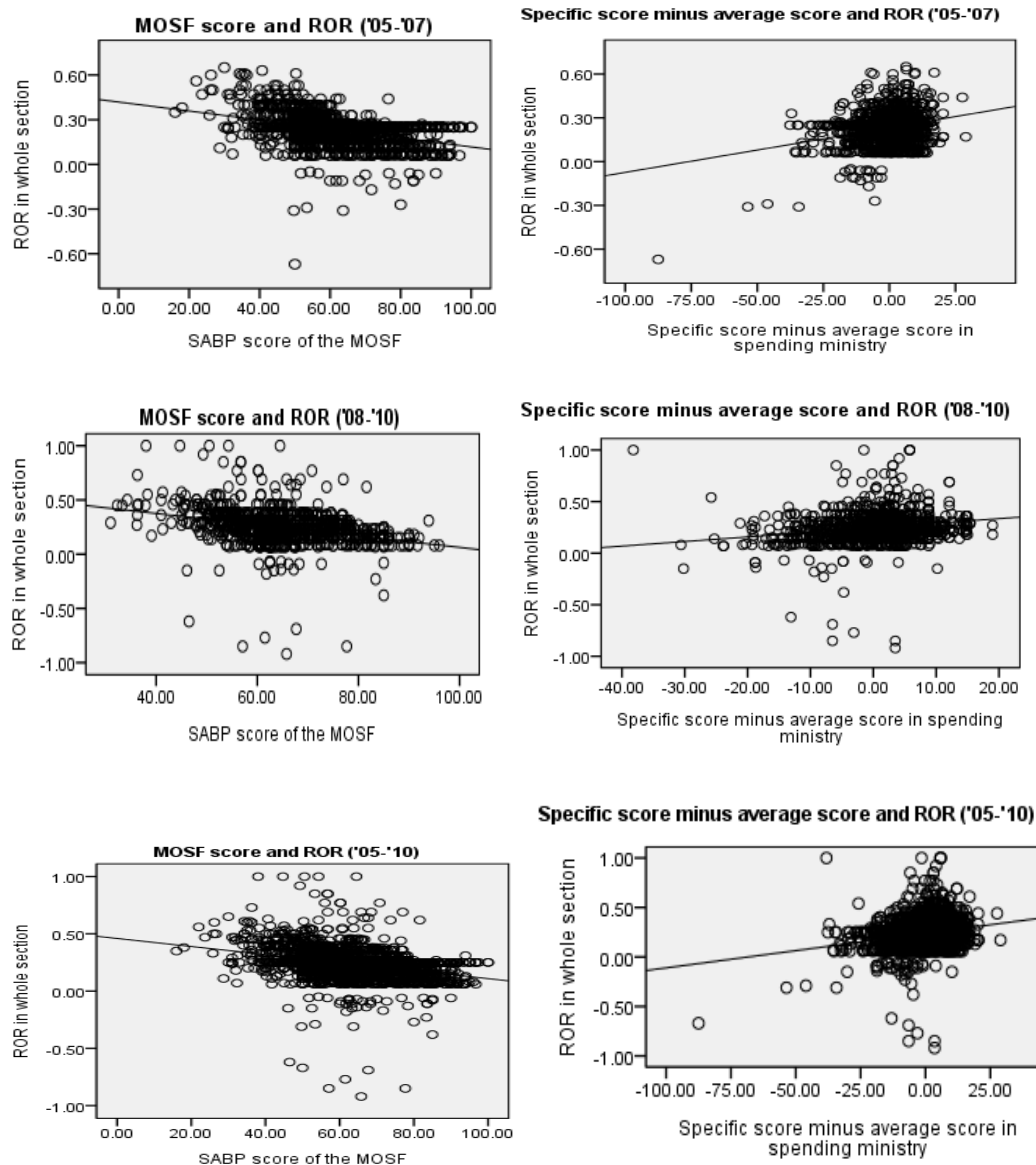 MOSF score and ROR ('05-'07)
ROR in whole section
0.60
0.30
0.00
-0.30
-0.60
0.00 20.00 40.00 60.00 80.00 100.00
SABP score of the MOSF
Specific score minus average score and ROR ('05-'07)
ROR in whole section
0.60
0.30
0.00
-0.30
-0.60
-100.00 -75.00 -50.00 -25.00 0.00 25.00
Specific score minus average score in
spending ministry
MOSF score and ROR ('08-'10)
ROR in whole section
1.00
0.50
0.00
-0.50
-1.00
40.00 60.00 80.00 100.00
SABP score of the MOSF
Specific score minus average score and ROR ('08-'10)
ROR in whole section
1.00
0.50
0.00
-0.50
-1.00
-40.00 -30.00 -20.00 -10.00 0.00 10.00 20.00
Specific score minus average score in spending
ministry
MOSF score and ROR ('05-'10)
ROR in whole section
1.00
0.50
0.00
-0.50
-1.00
0.00 20.00 40.00 60.00 80.00 100.00
SABP score of the MOSF
Specific score minus average score and ROR ('05-'10)
ROR in whole section
1.00
0.50
0.00
-0.50
-1.00
-100.00 -75.00 -50.00 -25.00 0.00 25.00
Specific score minus average score in
spending ministry